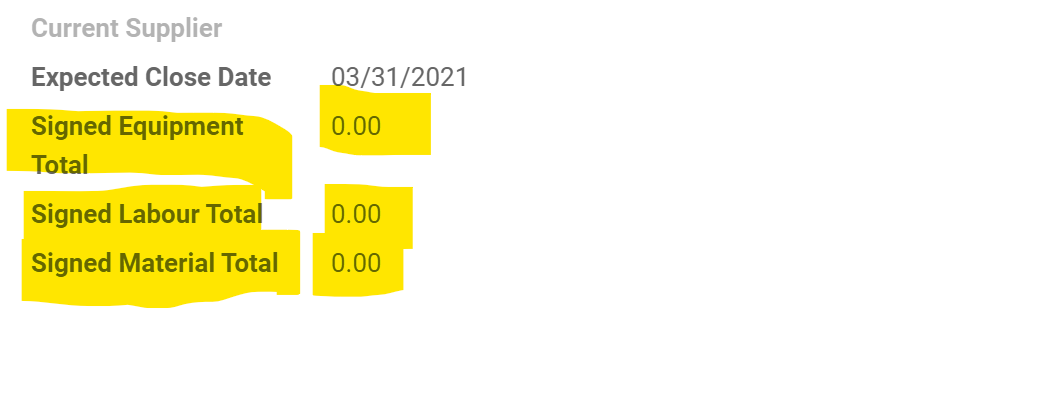 Current Supplier
Expected Close Date 03/31/2021
Signed Equipment 0.00
Total
Signed Labour Total 0.00
Signed Material Total 0.00